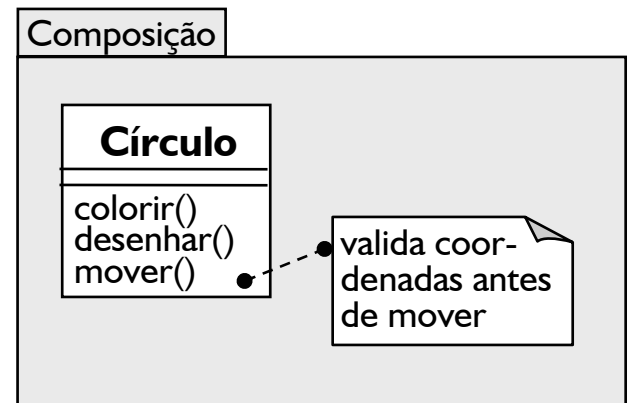 Composição
Círculo
colorir()
desenhar()
mover()
valida coor-
denadas antes
de mover